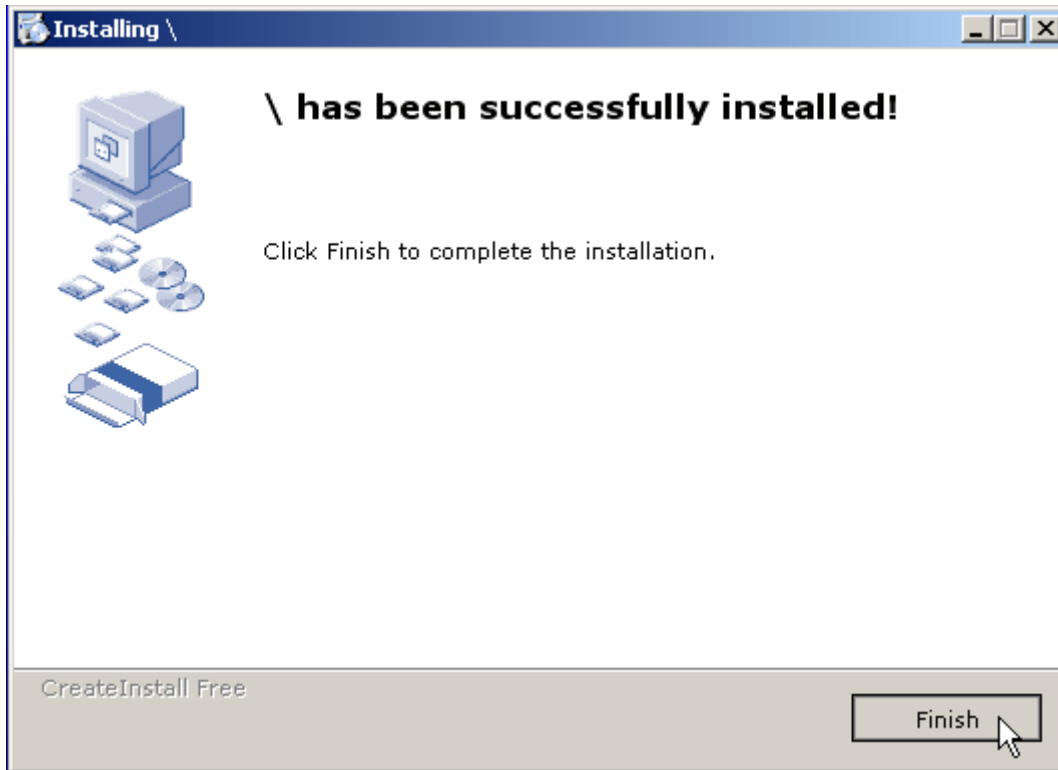 Installing \
\ has been successfully installed!
Click Finish to complete the installation.
CreateInstall Free
Finish